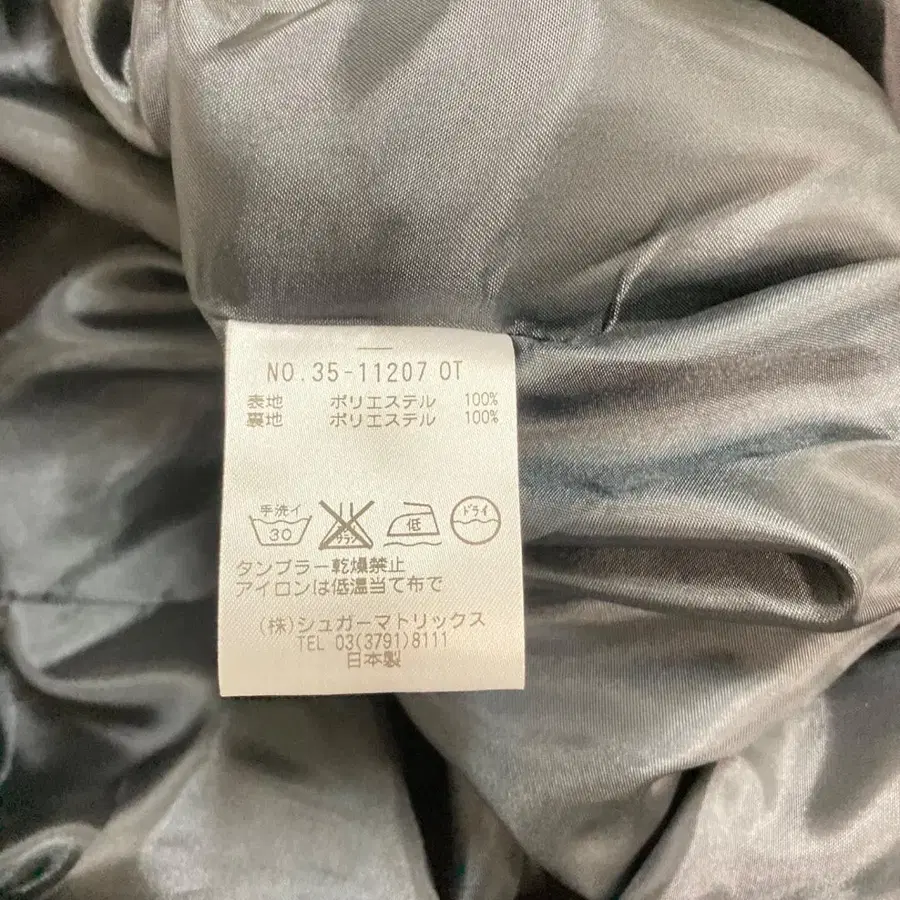 NO.35-11207 OT
表地 ポリエステル 100%
裏地 ポリエステル 100%
手洗イ 30 低 ドライ
タンブラー乾燥禁止
アイロンは低温当て布で
(株)シュガーマトリックス
TEL 03(3791)8111
日本製